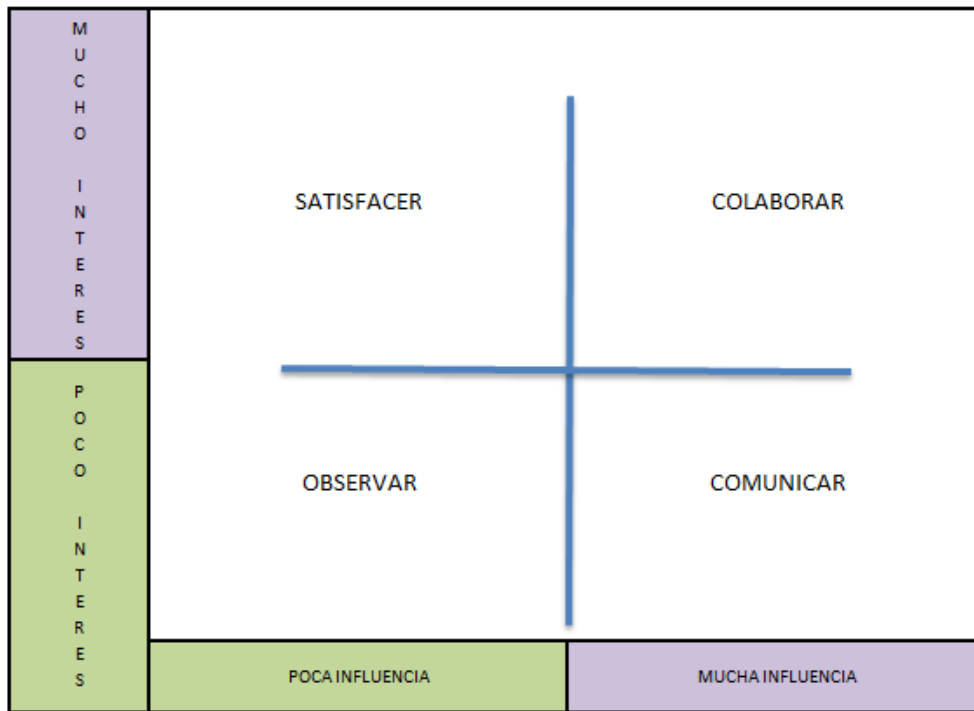 MUCHO INTERES
SATISFACER
COLABORAR
POCO INTERES
OBSERVAR
COMUNICAR
POCA INFLUENCIA
MUCHA INFLUENCIA